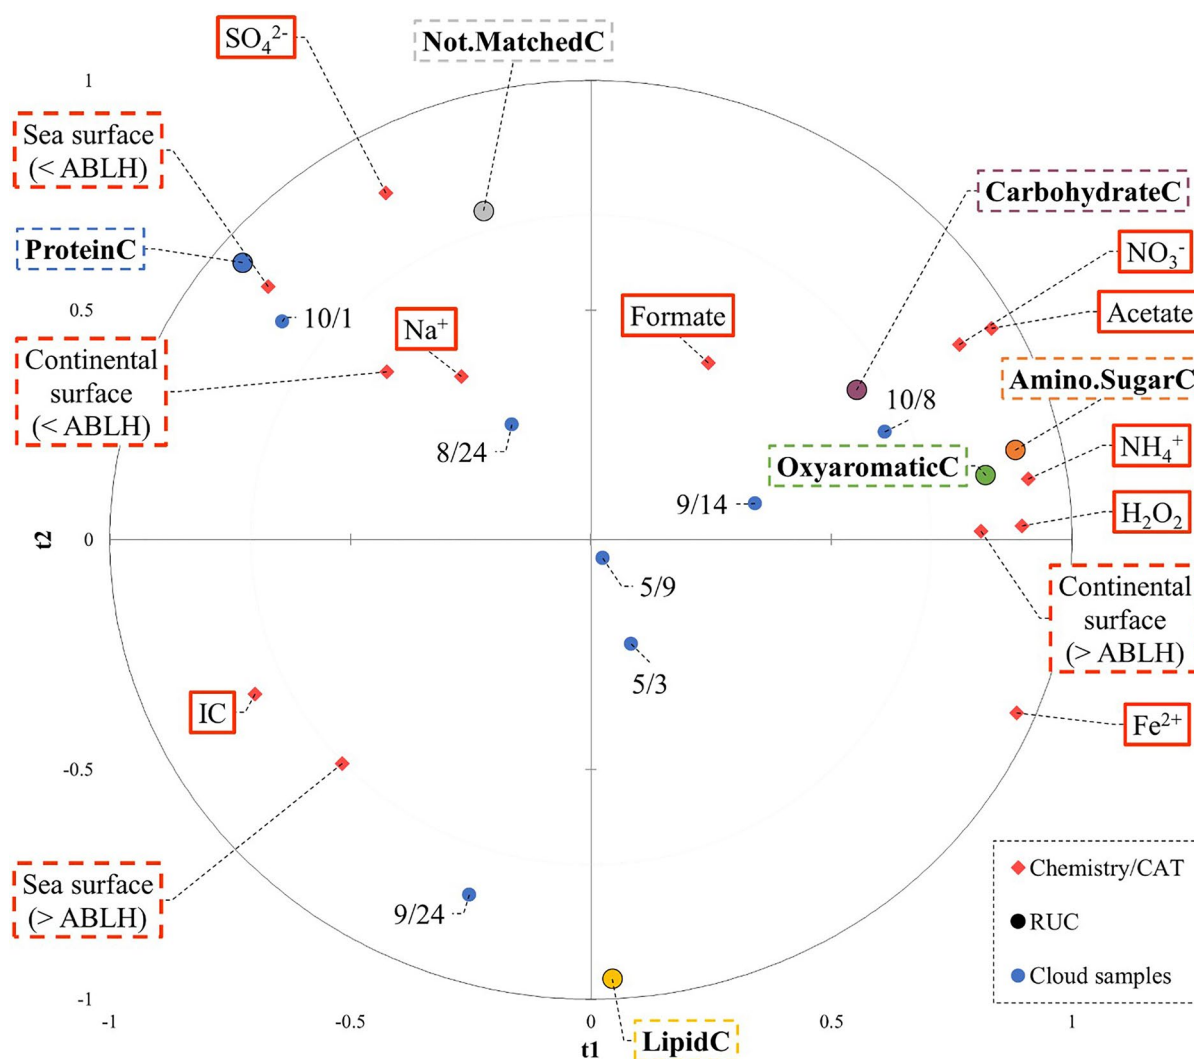 SO₄²⁻
Not.MatchedC
1
Sea surface
(< ABLH)
CarbohydrateC
ProteinC
NO₃⁻
0.5
10/1
Na⁺
Formate
Acetate
Continental
surface
(< ABLH)
Amino.SugarC
10/8
8/24
OxyaromaticC
NH₄⁺
9/14
H₂O₂
t2
0
5/9
Continental
surface
(> ABLH)
5/3
IC
Fe²⁺
-0.5
Sea surface
(> ABLH)
9/24
Chemistry/CAT
RUC
Cloud samples
-1
-1
-0.5
0
0.5
1
t1
LipidC